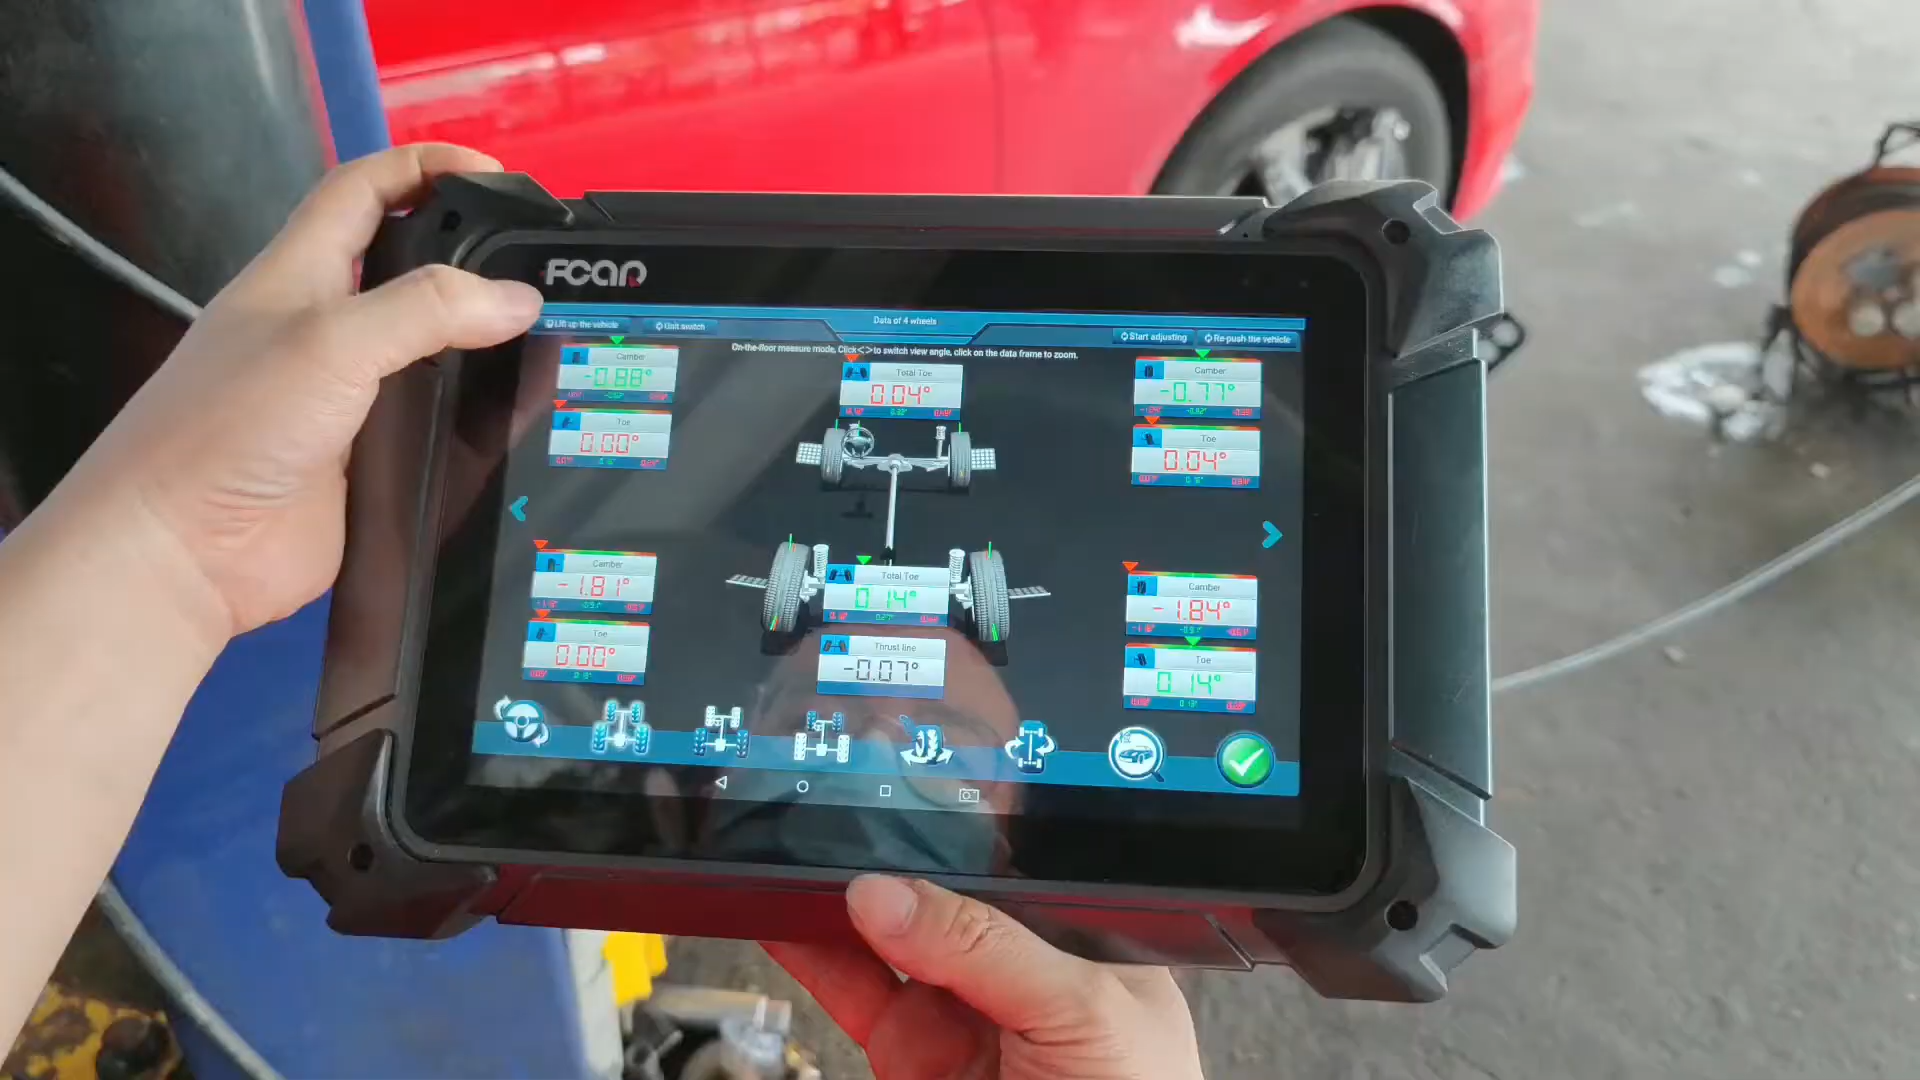 FCAR
Data of 4 wheels
Lift up the vehicle
Unit switch
Start adjusting
Re-push the vehicle
On-the-floor measure mode, Click<>to switch view angle, click on the data frame to zoom.
Camber
-0.88°
Total Toe
0.04°
Camber
-0.77°
Toe
0.00°
Toe
0.04°
Camber
-1.81°
Total Toe
0.14°
Camber
-1.84°
Toe
0.00°
Thrust line
-0.07°
Toe
0.14°